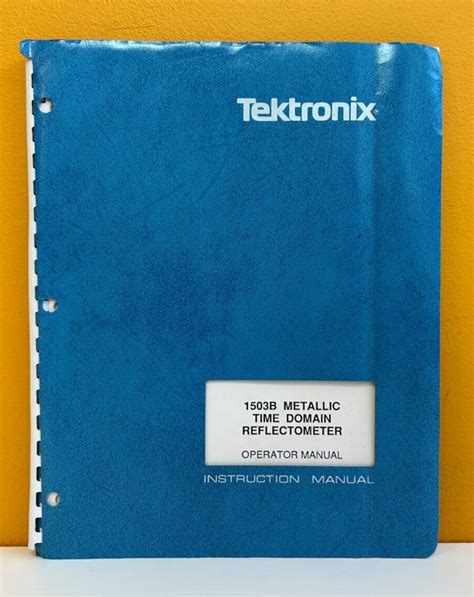 Tektronix
1503B METALLIC
TIME DOMAIN
REFLECTOMETER
OPERATOR MANUAL
INSTRUCTION MANUAL